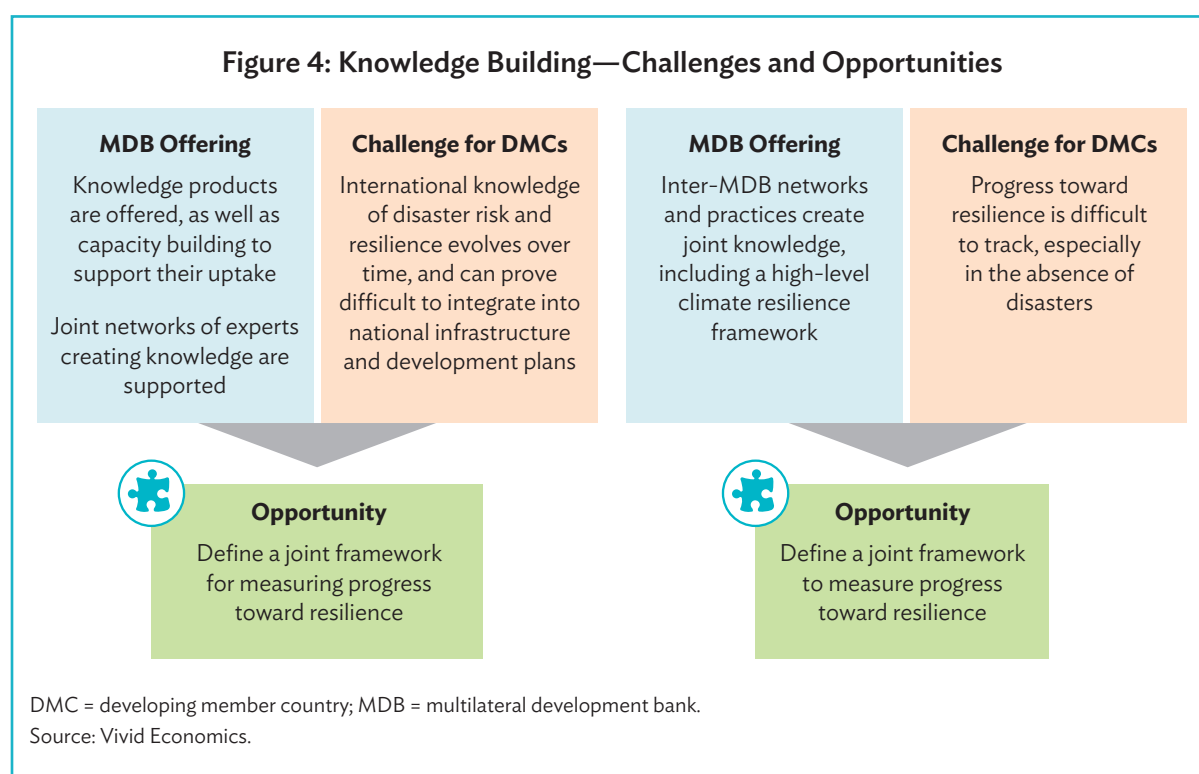 Figure 4: Knowledge Building—Challenges and Opportunities
MDB Offering
Knowledge products
are offered, as well as
capacity building to
support their uptake
Joint networks of experts
creating knowledge are
supported
Challenge for DMCs
International knowledge
of disaster risk and
resilience evolves over
time, and can prove
difficult to integrate into
national infrastructure
and development plans
Opportunity
Define a joint framework
for measuring progress
toward resilience
MDB Offering
Inter-MDB networks
and practices create
joint knowledge,
including a high-level
climate resilience
framework
Challenge for DMCs
Progress toward
resilience is difficult
to track, especially
in the absence of
disasters
Opportunity
Define a joint framework
to measure progress
toward resilience
DMC = developing member country; MDB = multilateral development bank.
Source: Vivid Economics.